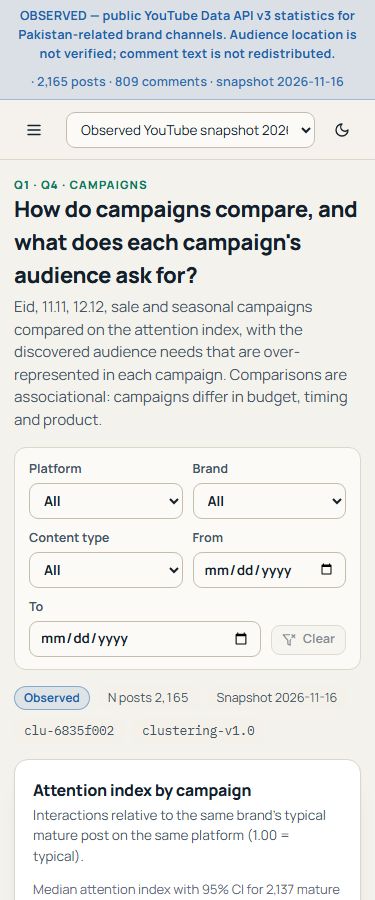 OBSERVED — public YouTube Data API v3 statistics for
Pakistan-related brand channels. Audience location is
not verified; comment text is not redistributed.
· 2,165 posts · 809 comments · snapshot 2026-11-16
Observed YouTube snapshot 2026
Q1 · Q4 · CAMPAIGNS
How do campaigns compare, and
what does each campaign's
audience ask for?
Eid, 11.11, 12.12, sale and seasonal campaigns
compared on the attention index, with the
discovered audience needs that are over-
represented in each campaign. Comparisons are
associational: campaigns differ in budget, timing
and product.
Platform Brand
All All
Content type From
All mm/dd/yyyy
To
mm/dd/yyyy Clear
Observed N posts 2,165 Snapshot 2026-11-16
clu-6835f002 clustering-v1.0
Attention index by campaign
Interactions relative to the same brand's typical
mature post on the same platform (1.00 =
typical).
Median attention index with 95% CI for 2,137 mature